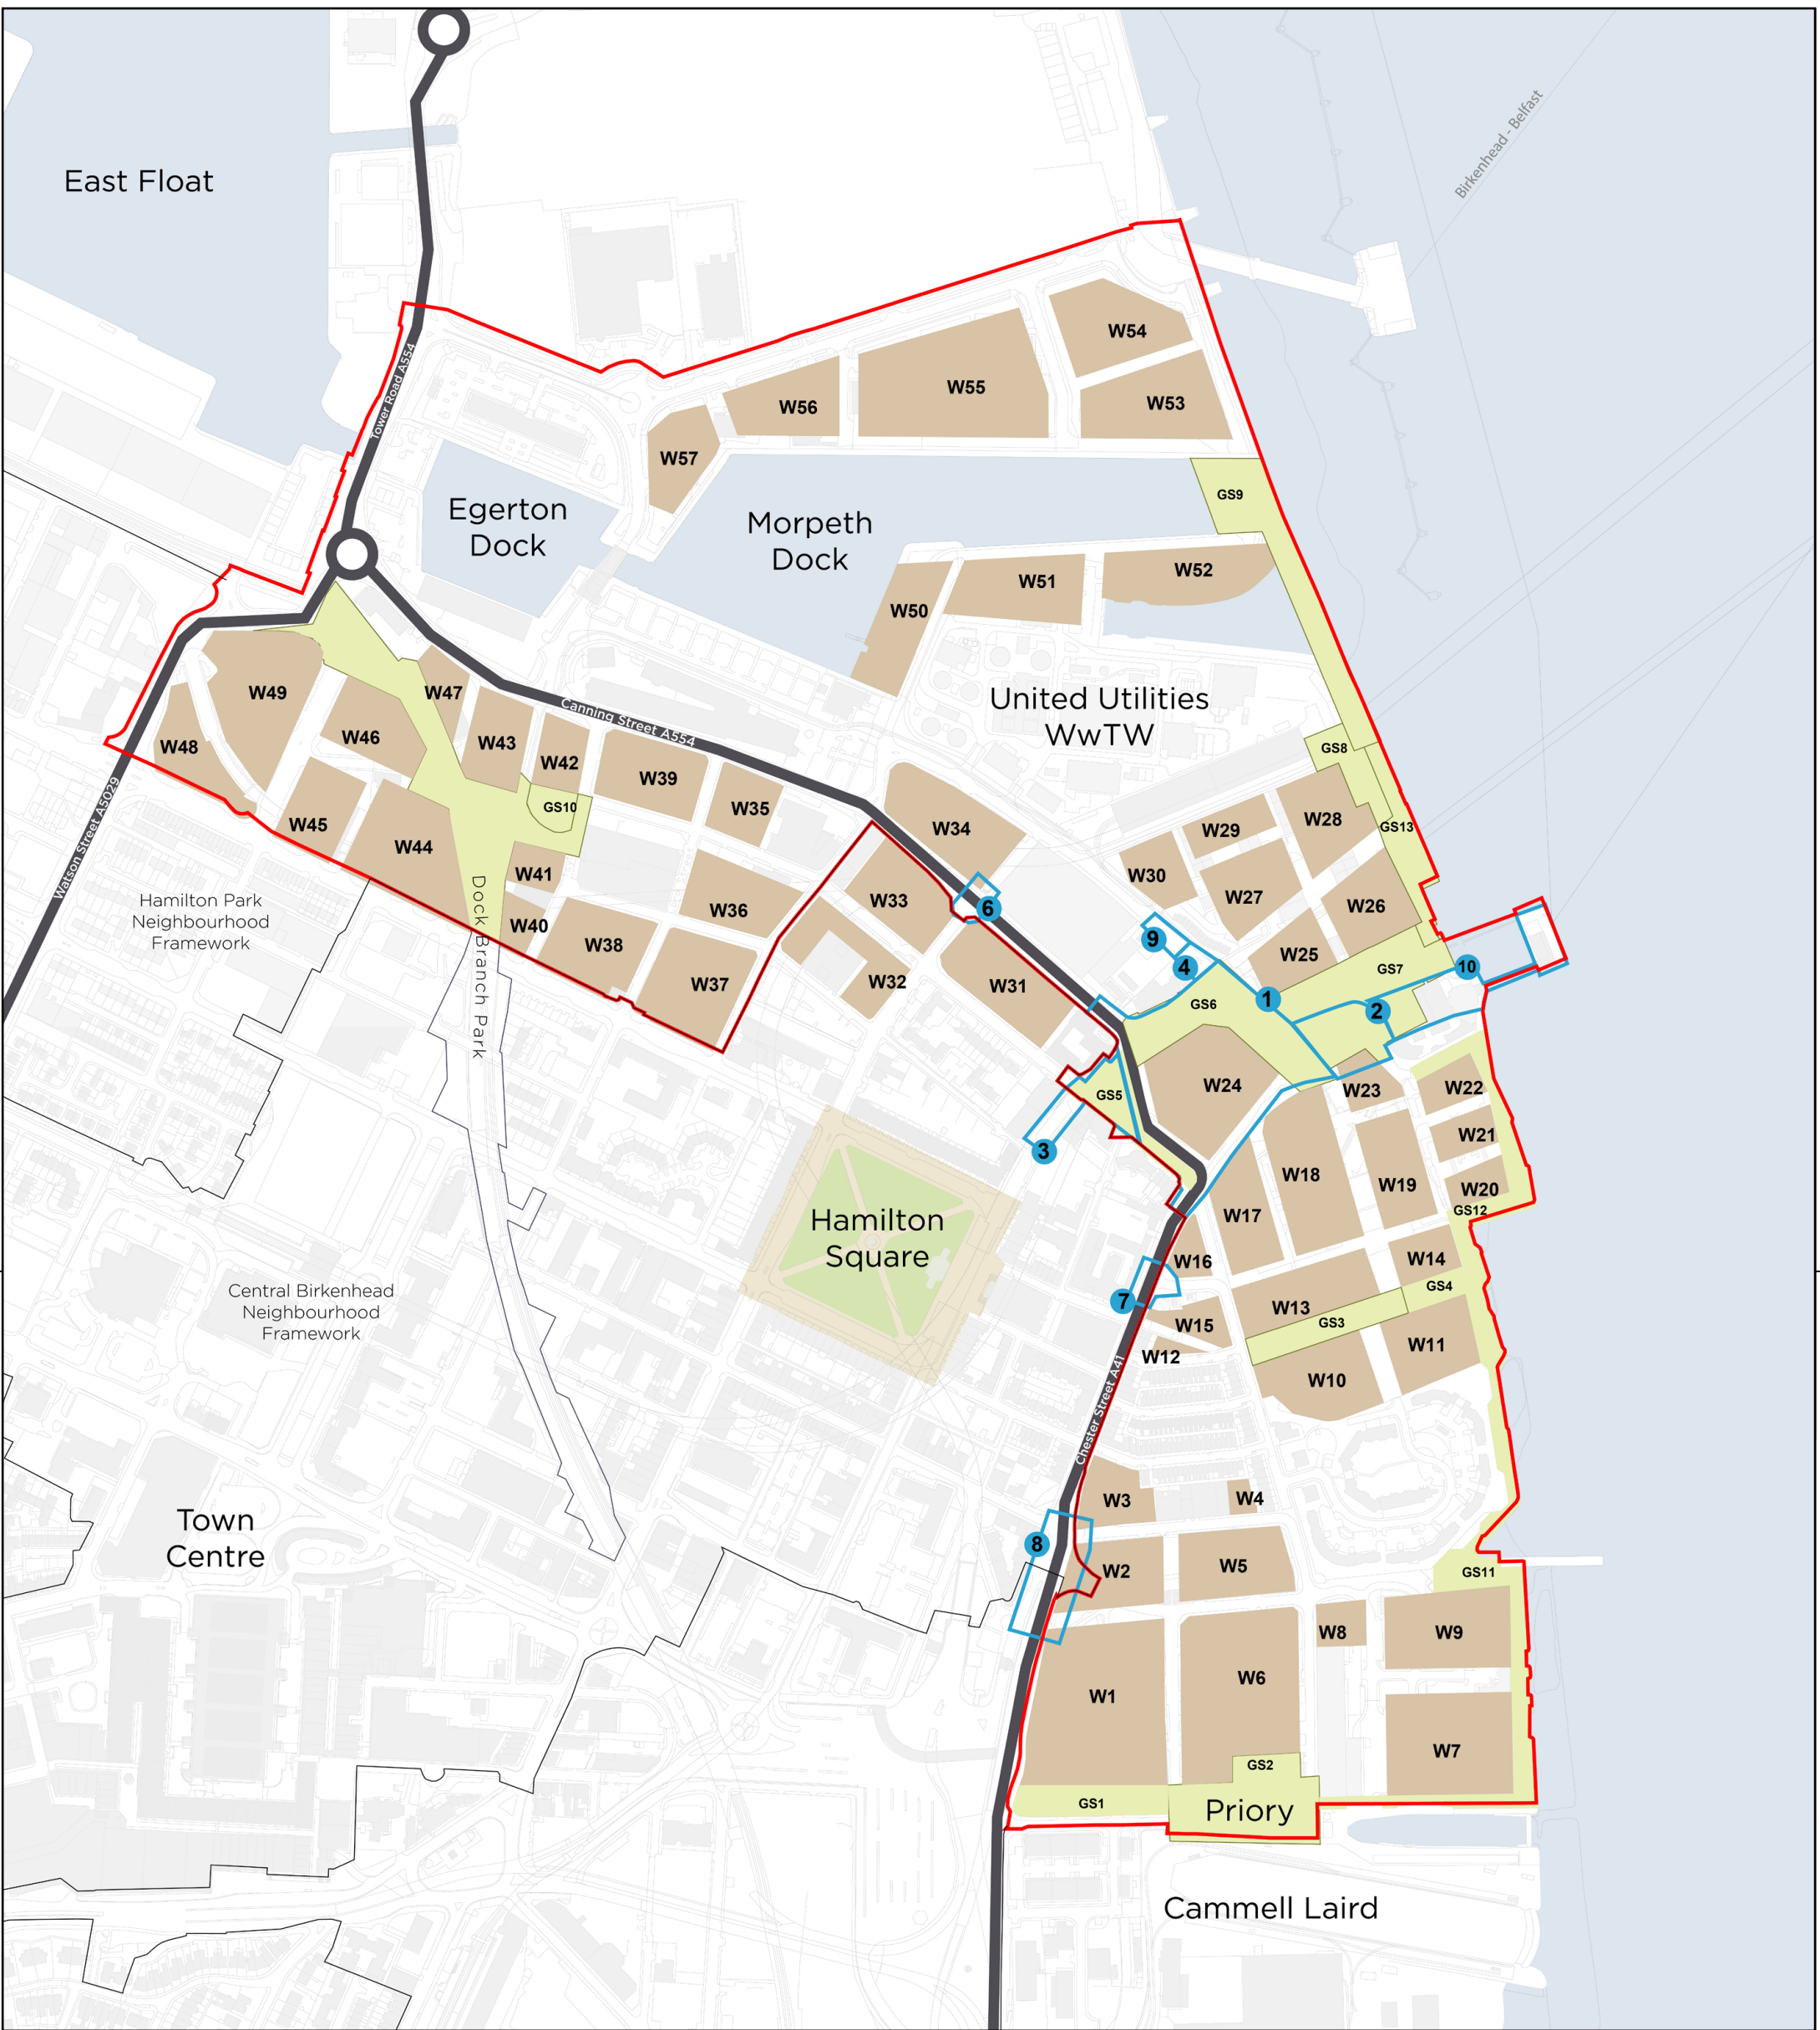 Birkenhead - Belfast
East Float
W54
W55
W53
W56
Tower Road A554
W57
GS9
Egerton
Dock
Morpeth
Dock
W52
W51
W50
W49
W47
United Utilities
WwTW
W48
W46
W43
W42
Canning Street A554
GS8
W39
GS10
W35
W28
W45
W34
W29
GS13
W44
W41
W30
W27
Watson Street A5029
Dock Branch Park
Hamilton Park
Neighbourhood
Framework
W36
W33
6
W26
W40
W38
9
W25
4
GS7
10
W37
W32
W31
GS6
1
2
W24
W23
W22
GS5
3
W21
W18
W19
W20
GS12
Hamilton
Square
W17
W16
W14
GS4
7
W13
GS3
Central Birkenhead
Neighbourhood
Framework
W15
W12
W11
W10
Chester Street A41
W3
W4
Town
Centre
8
W2
W5
GS11
W8
W9
W1
W6
W7
GS2
GS1
Priory
Cammell Laird